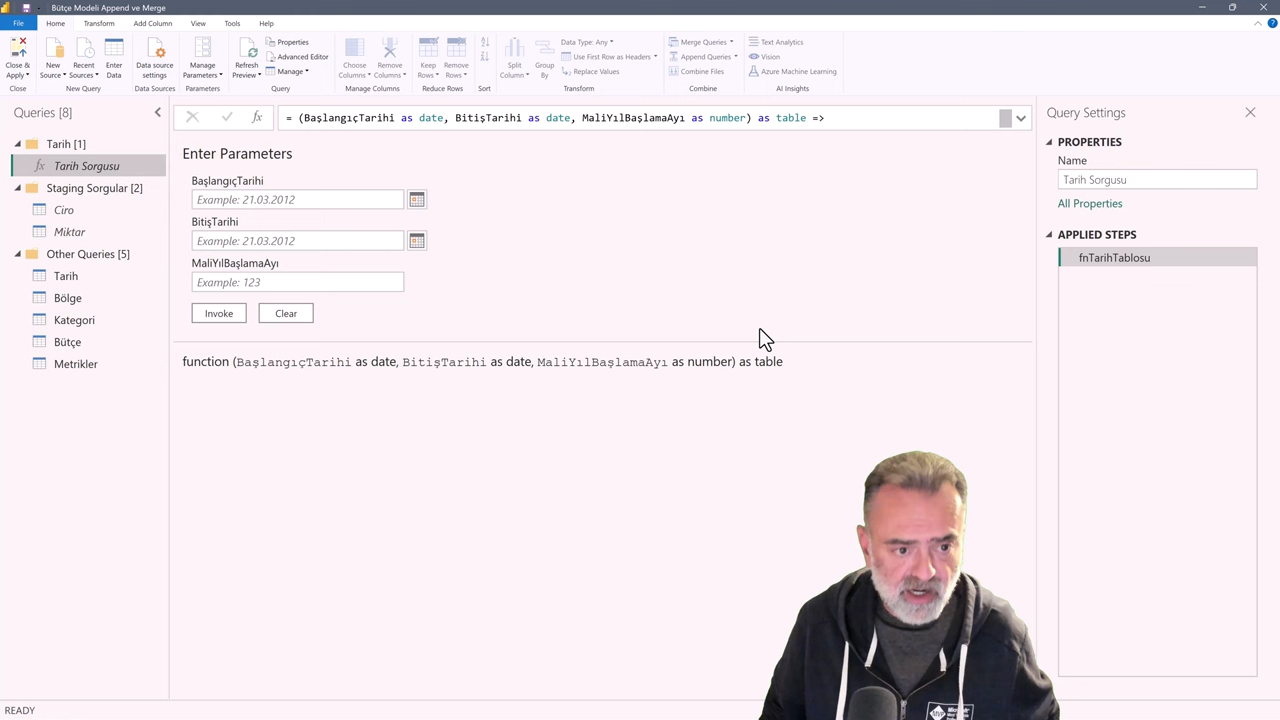 Bütçe Modeli Append ve Merge
File
Home
Transform
Add Column
View
Tools
Help
Close & Apply
New Source
Recent Sources
Enter Data
Data source settings
Manage Parameters
Refresh Preview
Properties
Advanced Editor
Manage
Choose Columns
Remove Columns
Keep Rows
Remove Rows
Split Column
Group By
Data Type: Any
Use First Row as Headers
Replace Values
Merge Queries
Append Queries
Combine Files
Text Analytics
Vision
Azure Machine Learning
Close
New Query
Data Sources
Parameters
Query
Manage Columns
Reduce Rows
Sort
Transform
Combine
AI Insights
Queries [8]
Tarih [1]
fx Tarih Sorgusu
Staging Sorgular [2]
Ciro
Miktar
Other Queries [5]
Tarih
Bölge
Kategori
Bütçe
Metrikler
fx
= (BaşlangıçTarihi as date, BitişTarihi as date, MaliYılBaşlamaAyı as number) as table =>
Enter Parameters
BaşlangıçTarihi
Example: 21.03.2012
BitişTarihi
Example: 21.03.2012
MaliYılBaşlamaAyı
Example: 123
Invoke
Clear
function (BaşlangıçTarihi as date, BitişTarihi as date, MaliYılBaşlamaAyı as number) as table
Query Settings
PROPERTIES
Name
Tarih Sorgusu
All Properties
APPLIED STEPS
fnTarihTablosu
READY